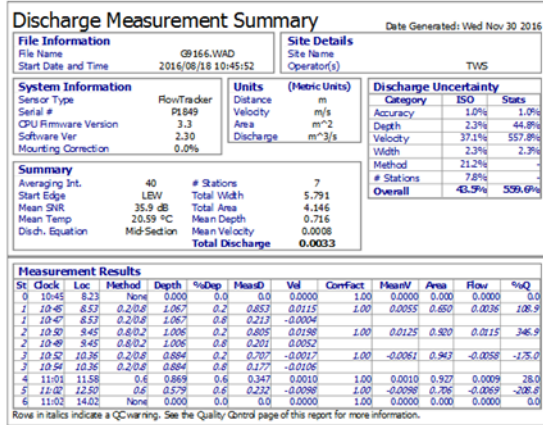 Discharge Measurement Summary Date Generated: Wed Nov 30 2016
File Information
File Name G9166.WAD
Start Date and Time 2016/08/18 10:45:52
Site Details
Site Name
Operator(s) TWS
System Information
Sensor Type FlowTracker
Serial # P1849
CPU Firmware Version 3.3
Software Ver 2.30
Mounting Correction 0.0%
Units (Metric Units)
Distance m
Velocity m/s
Area m^2
Discharge m^3/s
Discharge Uncertainty
Category ISO Stats
Accuracy 1.0% 1.0%
Depth 2.3% 44.8%
Velocity 37.1% 557.8%
Width 2.3% 2.3%
Method 21.2% -
# Stations 7.8% -
Overall 43.5% 559.6%
Summary
Averaging Int. 40 # Stations 7
Start Edge LEW Total Width 5.791
Mean SNR 35.9 dB Total Area 4.146
Mean Temp 20.59 °C Mean Depth 0.716
Disch. Equation Mid-Section Mean Velocity 0.0008
Total Discharge 0.0033
Measurement Results
St Clock Loc Method Depth %Dep MeasD Vel CorrFact MeanV Area Flow %Q
0 10:45 8.23 None 0.000 0.0 0.0 0.0000 1.00 0.0000 0.000 0.0000 0.0
1 10:45 8.53 0.2/0.8 1.067 0.2 0.853 0.0115 1.00 0.0055 0.650 0.0036 108.9
1 10:47 8.53 0.2/0.8 1.067 0.8 0.213 -0.0004
2 10:50 9.45 0.8/0.2 1.006 0.2 0.805 0.0198 1.00 0.0125 0.920 0.0115 346.9
2 10:49 9.45 0.8/0.2 1.006 0.8 0.201 0.0052
3 10:52 10.36 0.2/0.8 0.884 0.2 0.707 -0.0017 1.00 -0.0061 0.943 -0.0058 -175.0
3 10:54 10.36 0.2/0.8 0.884 0.8 0.177 -0.0106
4 11:01 11.58 0.6 0.869 0.6 0.347 0.0010 1.00 0.0010 0.927 0.0009 28.0
5 11:02 12.50 0.6 0.579 0.6 0.232 -0.0098 1.00 -0.0098 0.706 -0.0069 -208.8
6 11:02 14.02 None 0.000 0.0 0.0 0.0000 1.00 0.0000 0.000 0.0000 0.0
Rows in italics indicate a QC warning. See the Quality Control page of this report for more information.